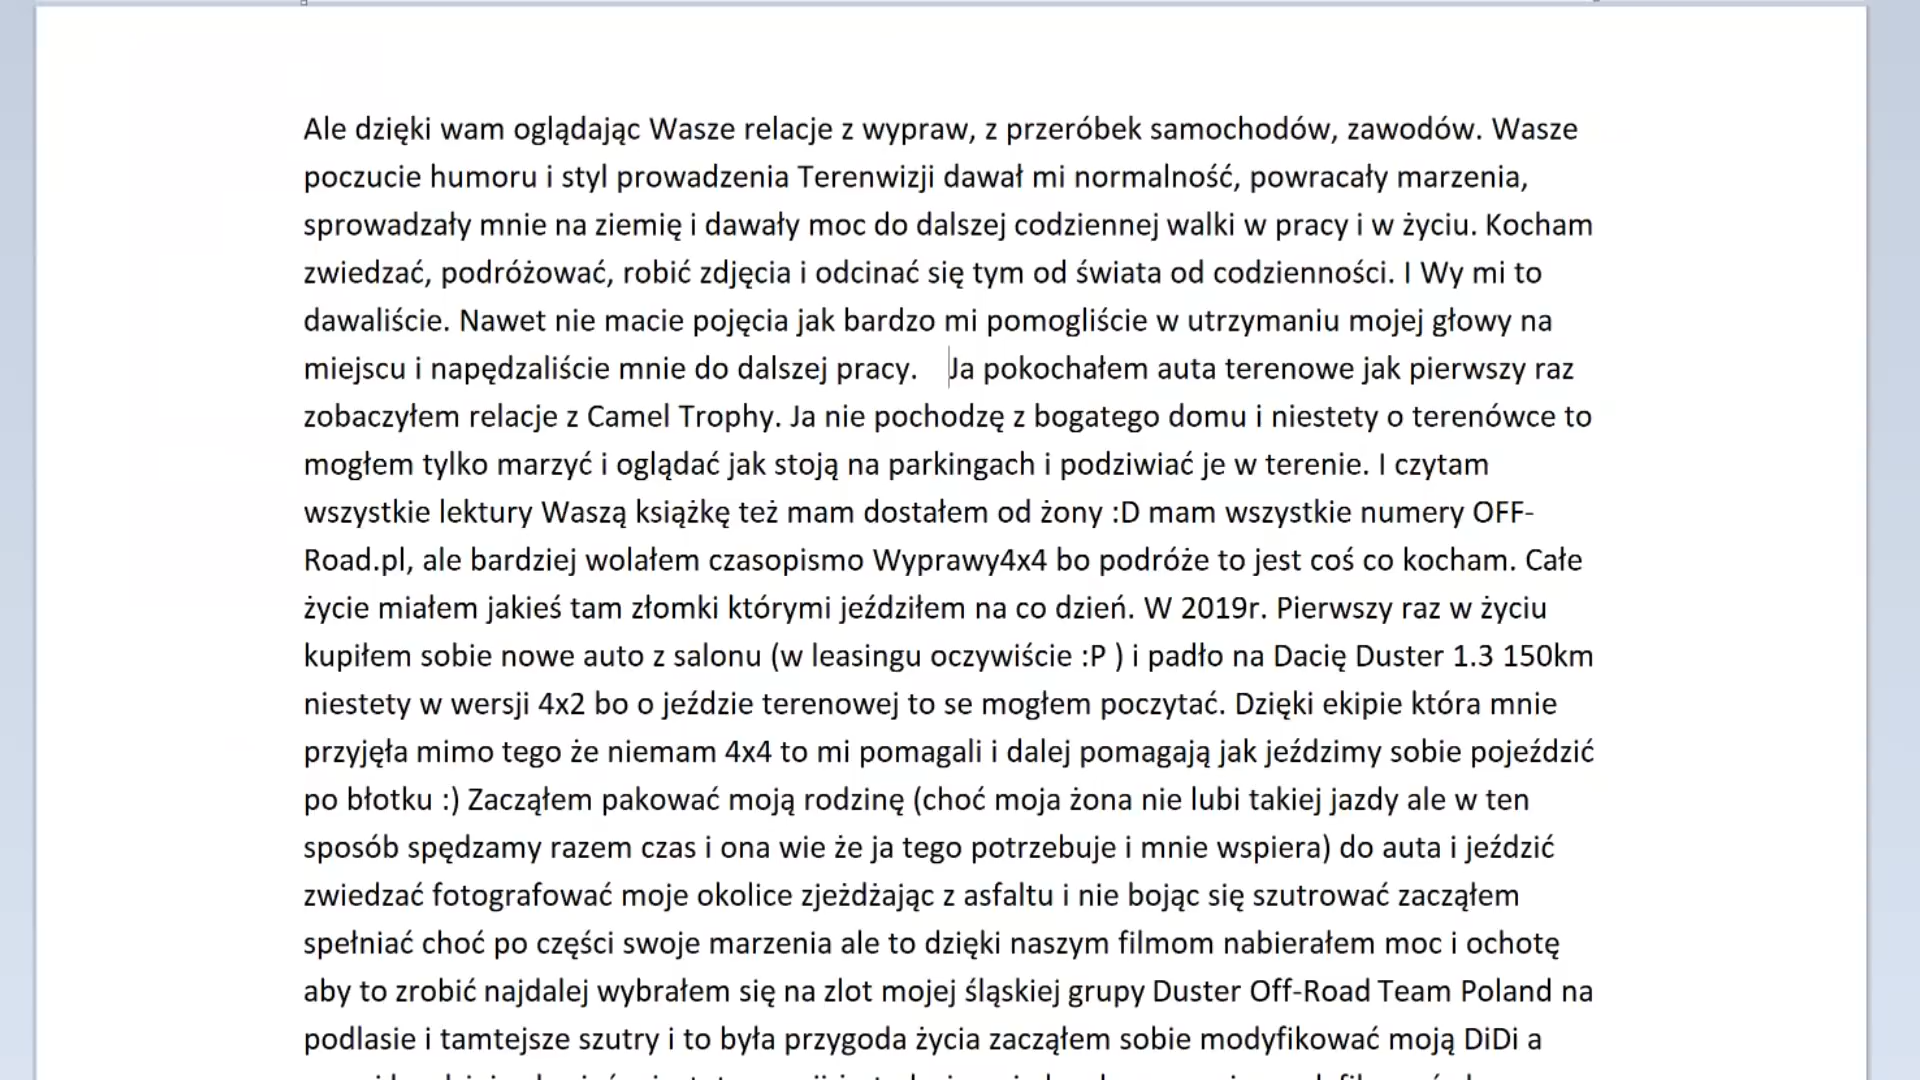 Ale dzięki wam oglądając Wasze relacje z wypraw, z przeróbek samochodów, zawodów. Wasze
poczucie humoru i styl prowadzenia Terenwizji dawał mi normalność, powracały marzenia,
sprowadzały mnie na ziemię i dawały moc do dalszej codziennej walki w pracy i w życiu. Kocham
zwiedzać, podróżować, robić zdjęcia i odcinać się tym od świata od codzienności. I Wy mi to
dawaliście. Nawet nie macie pojęcia jak bardzo mi pomogliście w utrzymaniu mojej głowy na
miejscu i napędzaliście mnie do dalszej pracy. Ja pokochałem auta terenowe jak pierwszy raz
zobaczyłem relacje z Camel Trophy. Ja nie pochodzę z bogatego domu i niestety o terenówce to
mogłem tylko marzyć i oglądać jak stoją na parkingach i podziwiać je w terenie. I czytam
wszystkie lektury Waszą książkę też mam dostałem od żony :D mam wszystkie numery OFF-
Road.pl, ale bardziej wolałem czasopismo Wyprawy4x4 bo podróże to jest coś co kocham. Całe
życie miałem jakieś tam złomki którymi jeździłem na co dzień. W 2019r. Pierwszy raz w życiu
kupiłem sobie nowe auto z salonu (w leasingu oczywiście :P ) i padło na Dacię Duster 1.3 150km
niestety w wersji 4x2 bo o jeździe terenowej to se mogłem poczytać. Dzięki ekipie która mnie
przyjęła mimo tego że niemam 4x4 to mi pomagali i dalej pomagają jak jeździmy sobie pojeździć
po błotku :) Zacząłem pakować moją rodzinę (choć moja żona nie lubi takiej jazdy ale w ten
sposób spędzamy razem czas i ona wie że ja tego potrzebuje i mnie wspiera) do auta i jeździć
zwiedzać fotografować moje okolice zjeżdżając z asfaltu i nie bojąc się szutrować zacząłem
spełniać choć po części swoje marzenia ale to dzięki naszym filmom nabierałem moc i ochotę
aby to zrobić najdalej wybrałem się na zlot mojej śląskiej grupy Duster Off-Road Team Poland na
podlasie i tamtejsze szutry i to była przygoda życia zacząłem sobie modyfikować moją DiDi a